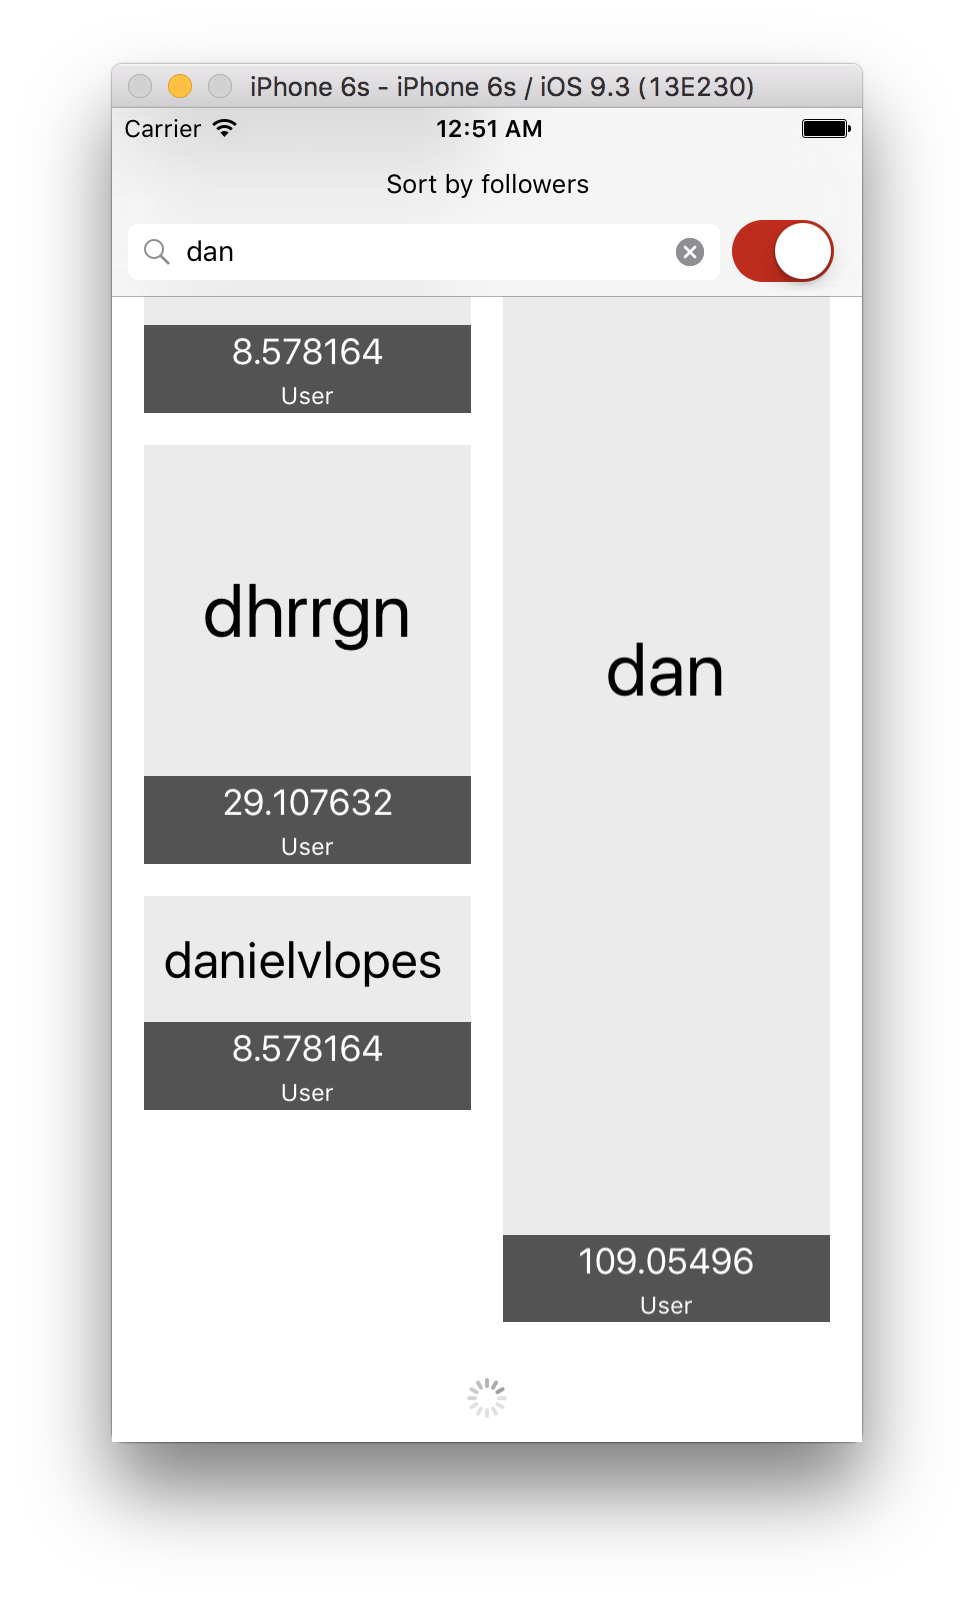 iPhone 6s - iPhone 6s / iOS 9.3 (13E230)
Carrier 12:51 AM
Sort by followers
dan
8.578164
User
dhrrgn
29.107632
User
danielvlopes
8.578164
User
dan
109.05496
User